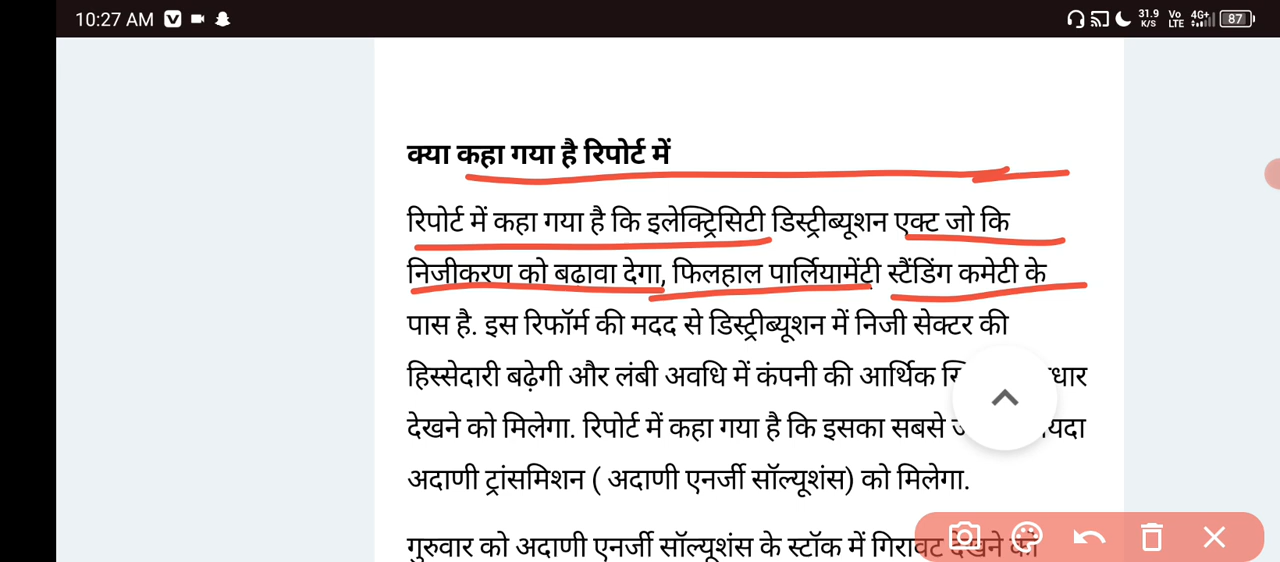 10:27 AM
31.9 K/S Vo LTE 4G+ 87
क्या कहा गया है रिपोर्ट में
रिपोर्ट में कहा गया है कि इलेक्ट्रिसिटी डिस्ट्रीब्यूशन एक्ट जो कि
निजीकरण को बढावा देगा, फिलहाल पार्लियामेंटी स्टैंडिंग कमेटी के
पास है. इस रिफॉर्म की मदद से डिस्ट्रीब्यूशन में निजी सेक्टर की
हिस्सेदारी बढ़ेगी और लंबी अवधि में कंपनी की आर्थिक
देखने को मिलेगा. रिपोर्ट में कहा गया है कि इसका सबसे
अदाणी ट्रांसमिशन ( अदाणी एनर्जी सॉल्यूशंस) को मिलेगा.
गुरुवार को अदाणी एनर्जी सॉल्यूशंस के स्टॉक में गिरावट देखने को